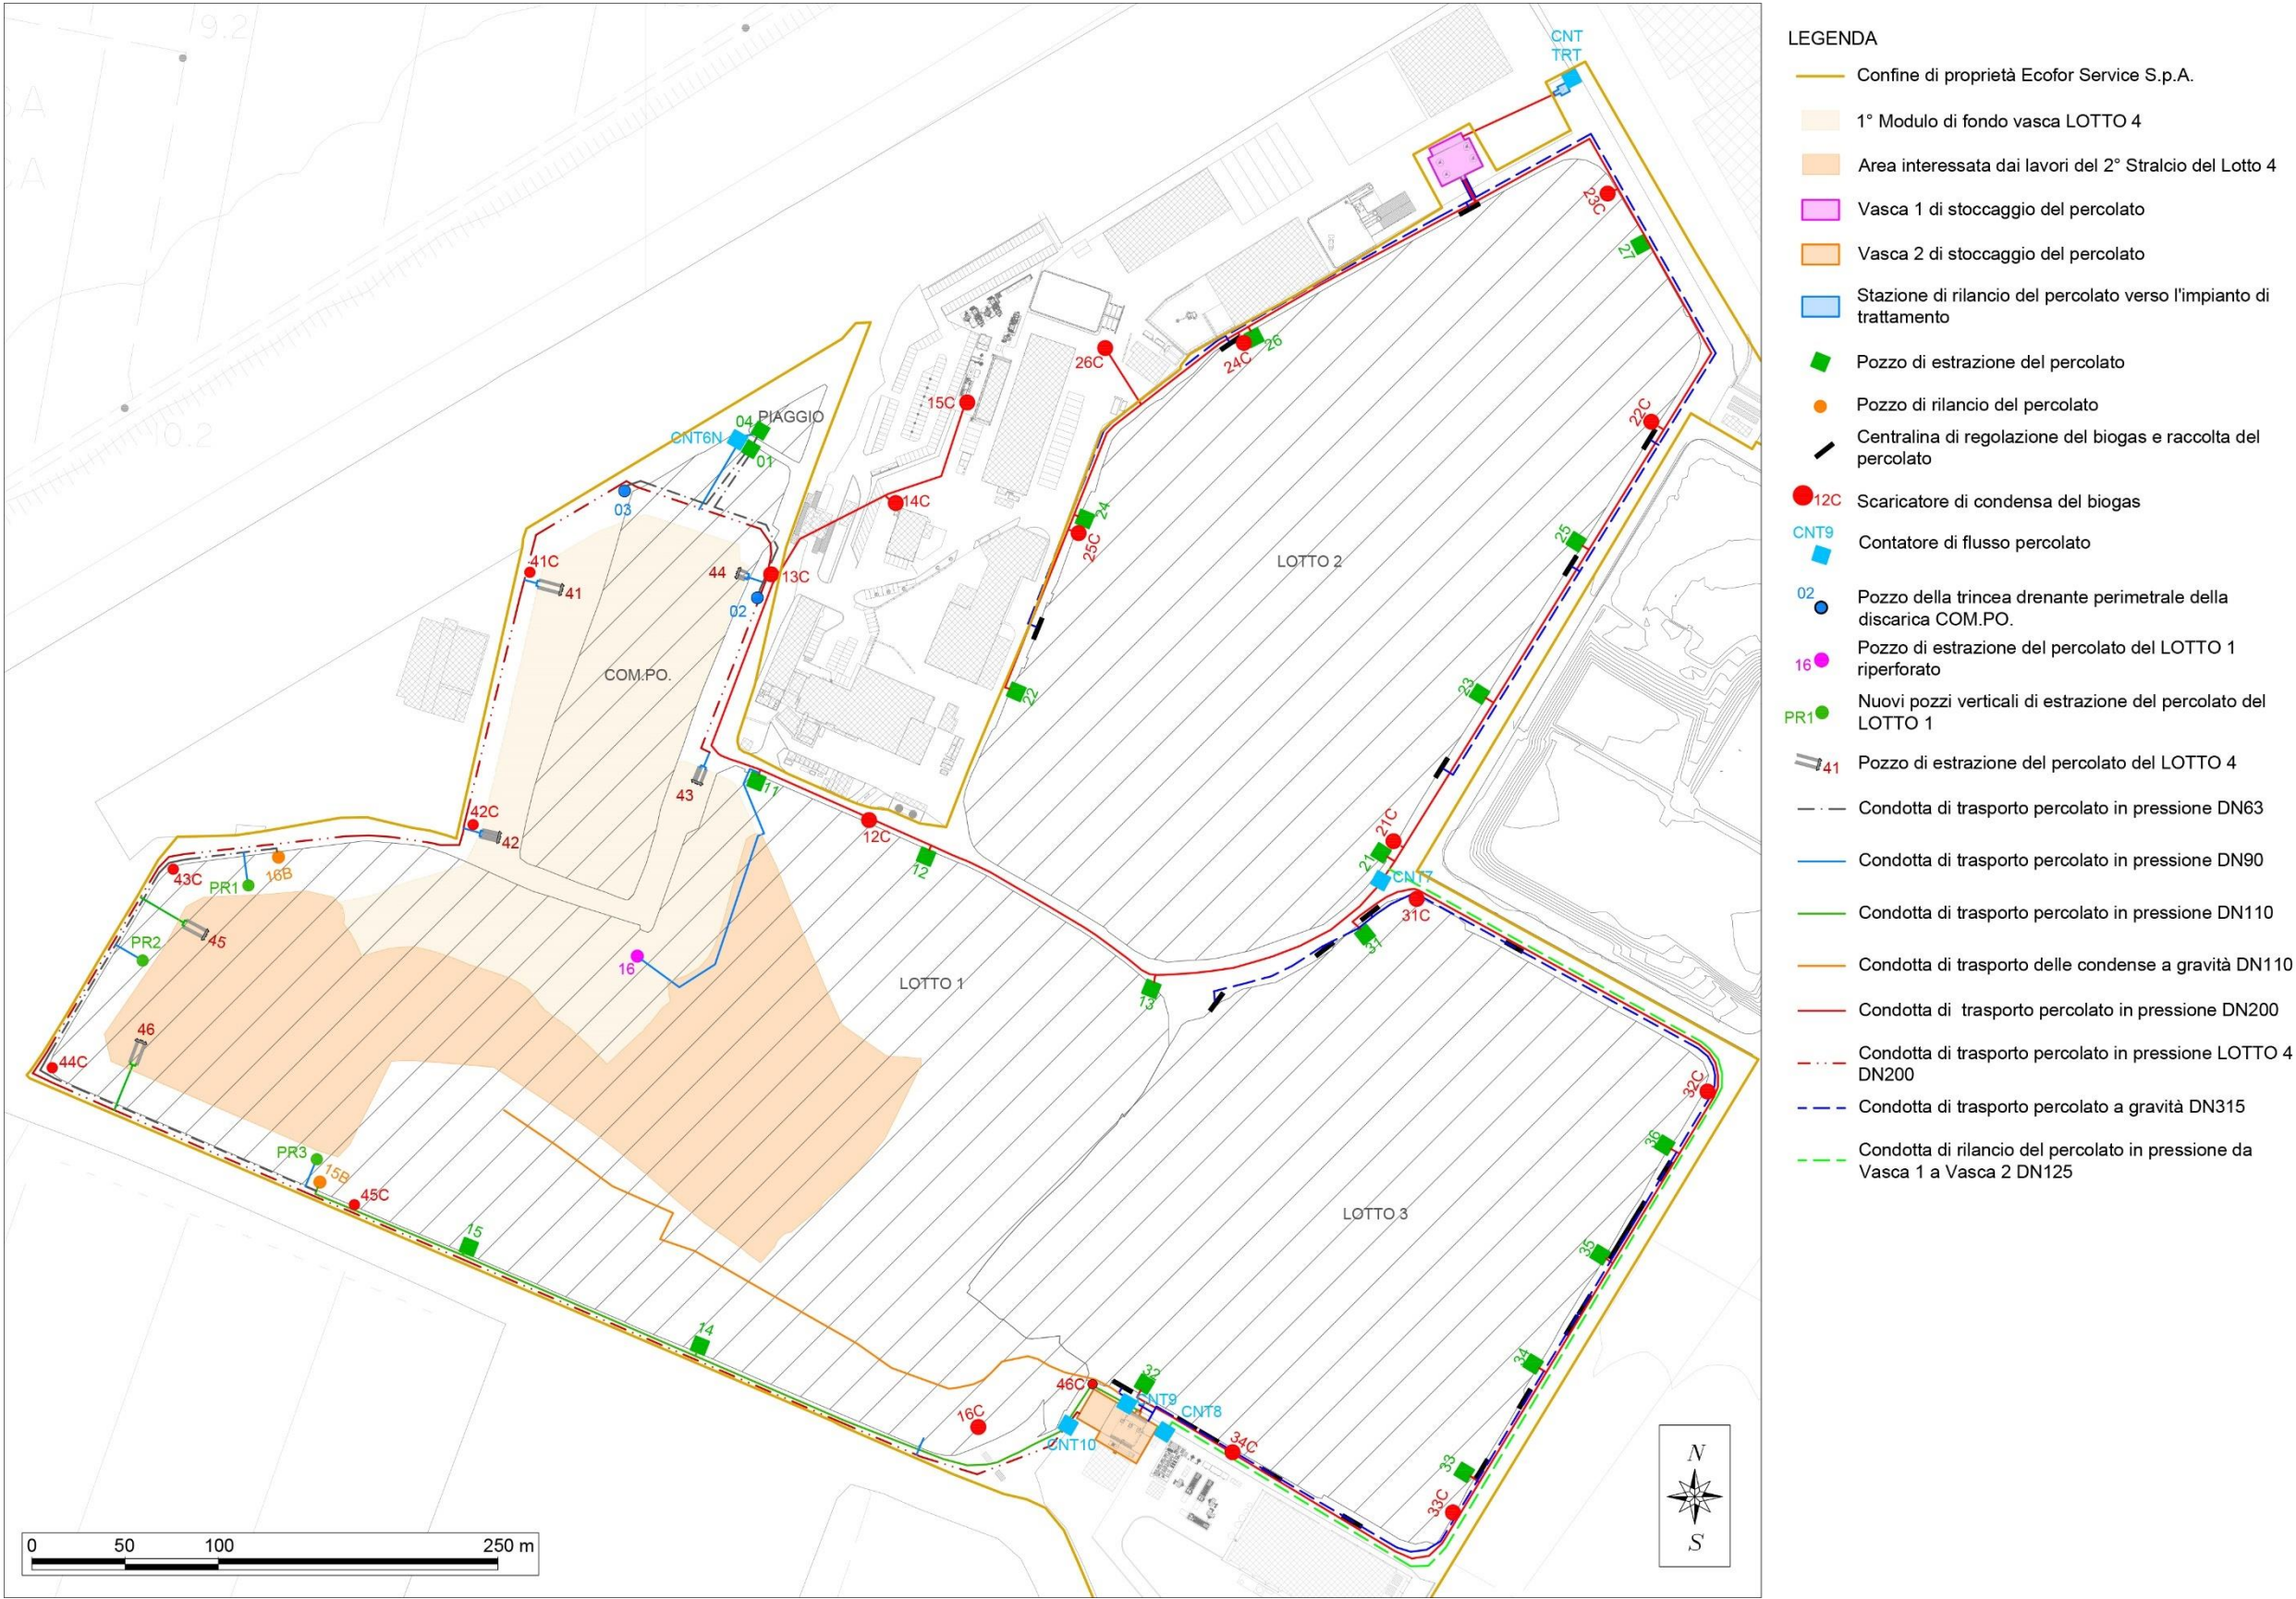 9.2
10.2
CNT
TRT
23C
27
26
24C
26C
15C
22C
04
PIAGGIO
CNT6N
01
14C
03
24
25C
25
LOTTO 2
41C
41
44
13C
02
COM.PO.
22
23
43
11
42C
42
12C
12
21C
21
CNT7
43C
16B
PR1
31C
31
45
PR2
16
LOTTO 1
13
46
44C
32C
36
PR3
15B
45C
15
LOTTO 3
35
14
34
32
46C
CNT9
CNT8
16C
CNT10
34C
33
33C
0 50 100 250 m
N
S
LEGENDA
Confine di proprietà Ecofor Service S.p.A.
1° Modulo di fondo vasca LOTTO 4
Area interessata dai lavori del 2° Stralcio del Lotto 4
Vasca 1 di stoccaggio del percolato
Vasca 2 di stoccaggio del percolato
Stazione di rilancio del percolato verso l'impianto di
trattamento
Pozzo di estrazione del percolato
Pozzo di rilancio del percolato
Centralina di regolazione del biogas e raccolta del
percolato
12C Scaricatore di condensa del biogas
CNT9
Contatore di flusso percolato
02
Pozzo della trincea drenante perimetrale della
discarica COM.PO.
16
Pozzo di estrazione del percolato del LOTTO 1
riperforato
PR1
Nuovi pozzi verticali di estrazione del percolato del
LOTTO 1
41 Pozzo di estrazione del percolato del LOTTO 4
Condotta di trasporto percolato in pressione DN63
Condotta di trasporto percolato in pressione DN90
Condotta di trasporto percolato in pressione DN110
Condotta di trasporto delle condense a gravità DN110
Condotta di trasporto percolato in pressione DN200
Condotta di trasporto percolato in pressione LOTTO 4
DN200
Condotta di trasporto percolato a gravità DN315
Condotta di rilancio del percolato in pressione da
Vasca 1 a Vasca 2 DN125